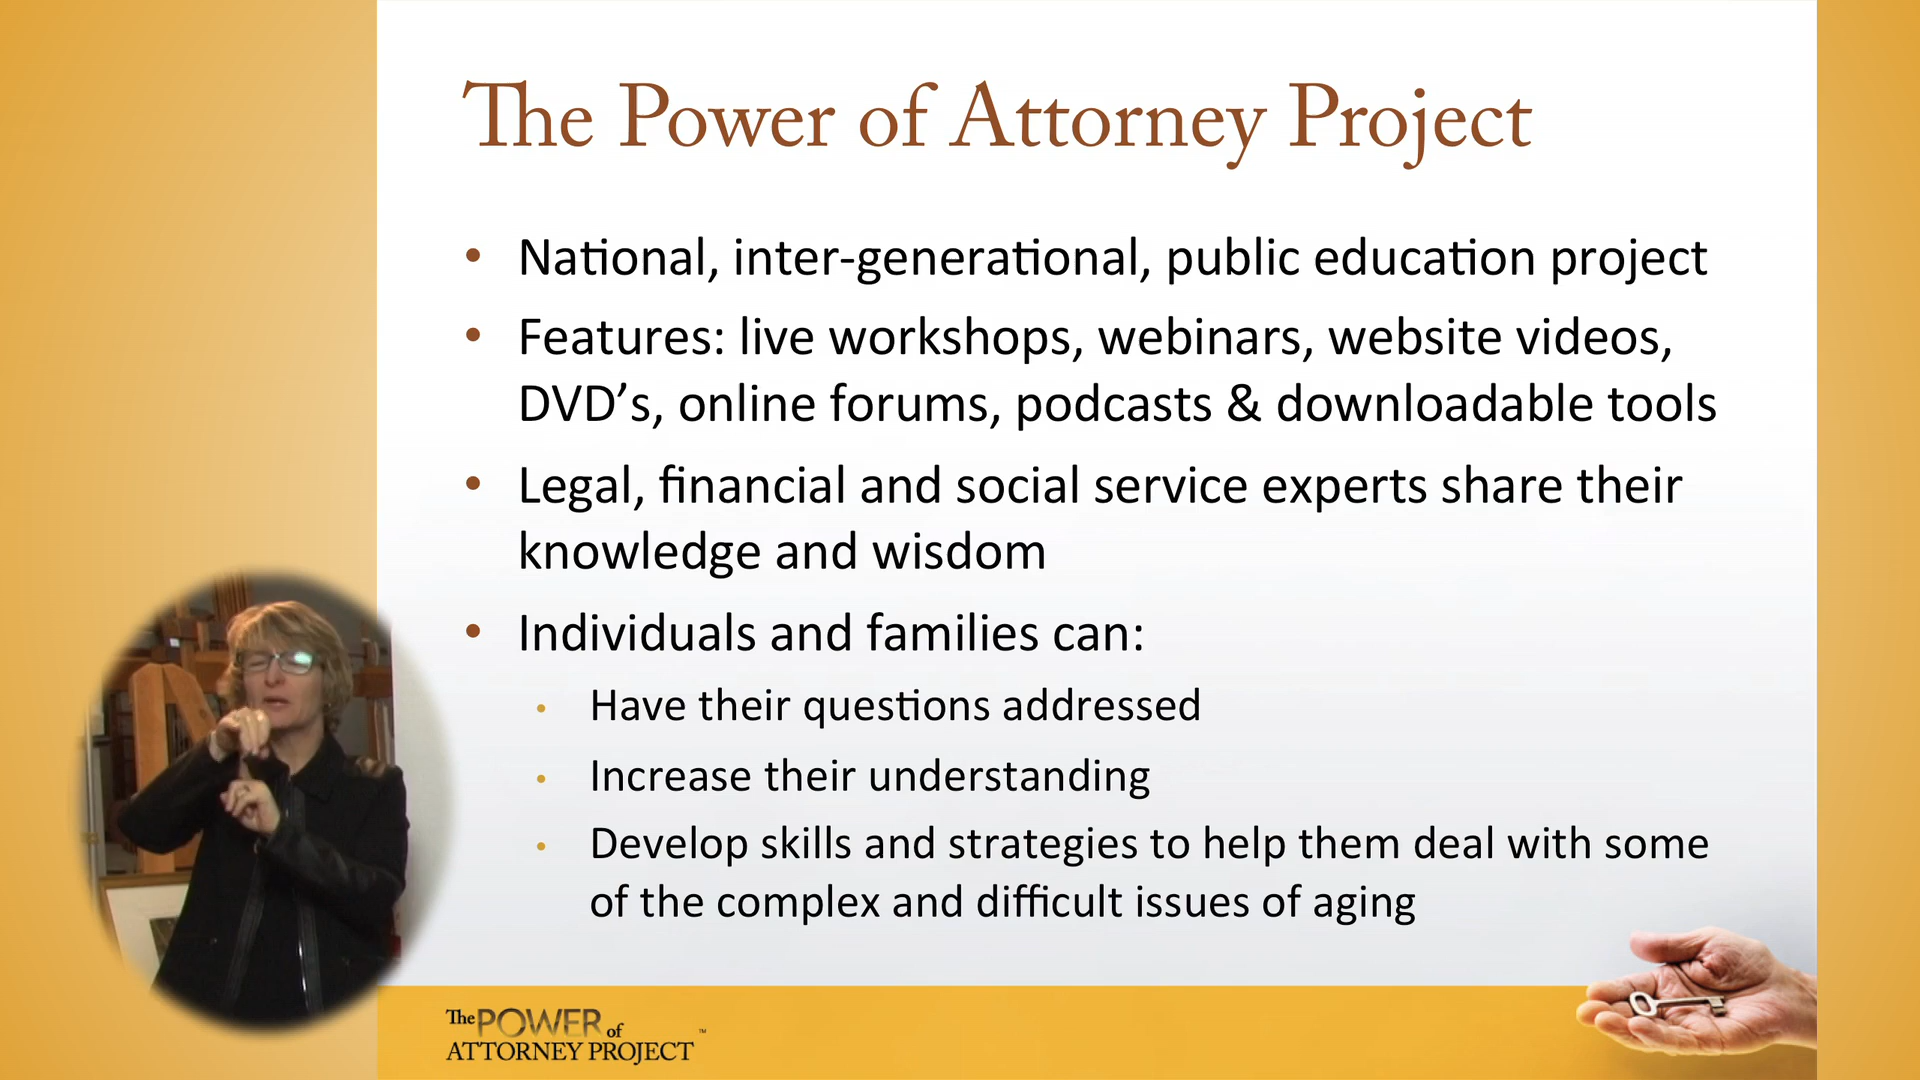 The Power of Attorney Project
• National, inter-generational, public education project
• Features: live workshops, webinars, website videos,
DVD’s, online forums, podcasts & downloadable tools
• Legal, financial and social service experts share their
knowledge and wisdom
• Individuals and families can:
• Have their questions addressed
• Increase their understanding
• Develop skills and strategies to help them deal with some
of the complex and difficult issues of aging
The POWER of
ATTORNEY PROJECT ™